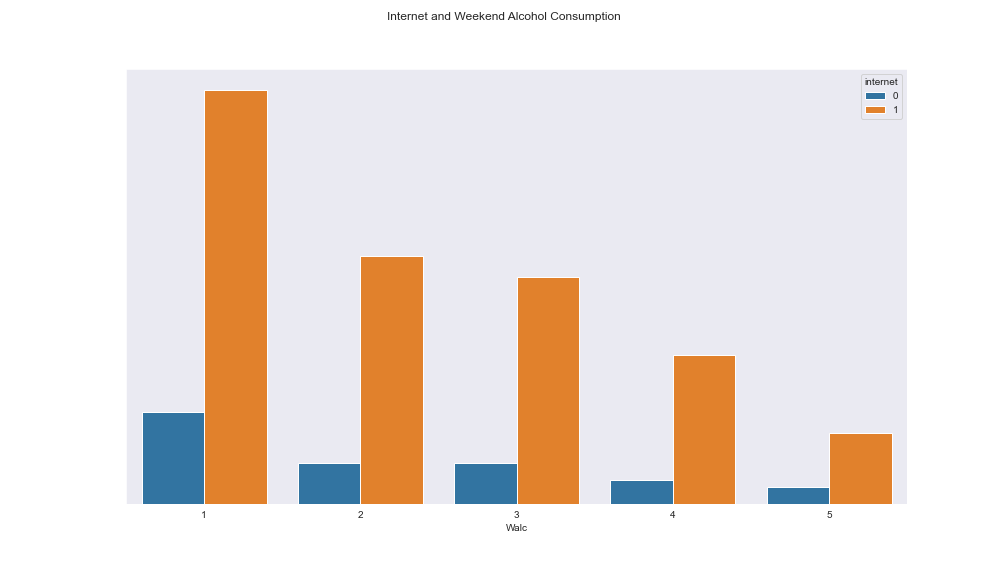 Internet and Weekend Alcohol Consumption
internet
0
1
1 2 3 4 5
Walc